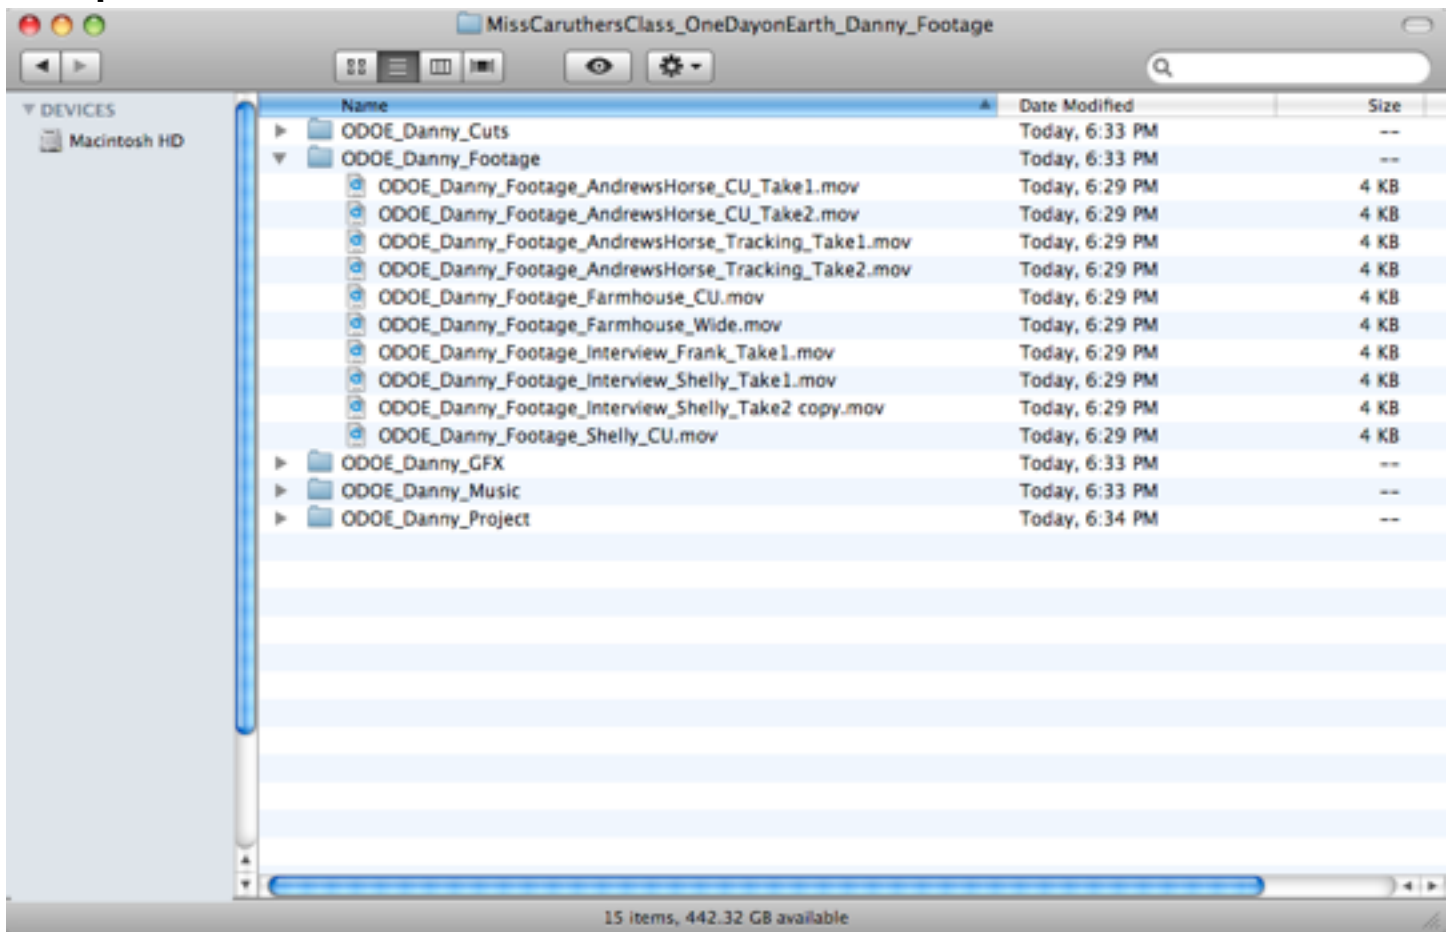 MissCaruthersClass_OneDayonEarth_Danny_Footage
DEVICES
Macintosh HD
Name Date Modified Size
ODOE_Danny_Cuts Today, 6:33 PM --
ODOE_Danny_Footage Today, 6:33 PM --
ODOE_Danny_Footage_AndrewsHorse_CU_Take1.mov Today, 6:29 PM 4 KB
ODOE_Danny_Footage_AndrewsHorse_CU_Take2.mov Today, 6:29 PM 4 KB
ODOE_Danny_Footage_AndrewsHorse_Tracking_Take1.mov Today, 6:29 PM 4 KB
ODOE_Danny_Footage_AndrewsHorse_Tracking_Take2.mov Today, 6:29 PM 4 KB
ODOE_Danny_Footage_Farmhouse_CU.mov Today, 6:29 PM 4 KB
ODOE_Danny_Footage_Farmhouse_Wide.mov Today, 6:29 PM 4 KB
ODOE_Danny_Footage_Interview_Frank_Take1.mov Today, 6:29 PM 4 KB
ODOE_Danny_Footage_Interview_Shelly_Take1.mov Today, 6:29 PM 4 KB
ODOE_Danny_Footage_Interview_Shelly_Take2 copy.mov Today, 6:29 PM 4 KB
ODOE_Danny_Footage_Shelly_CU.mov Today, 6:29 PM 4 KB
ODOE_Danny_GFX Today, 6:33 PM --
ODOE_Danny_Music Today, 6:33 PM --
ODOE_Danny_Project Today, 6:34 PM --
15 items, 442.32 GB available